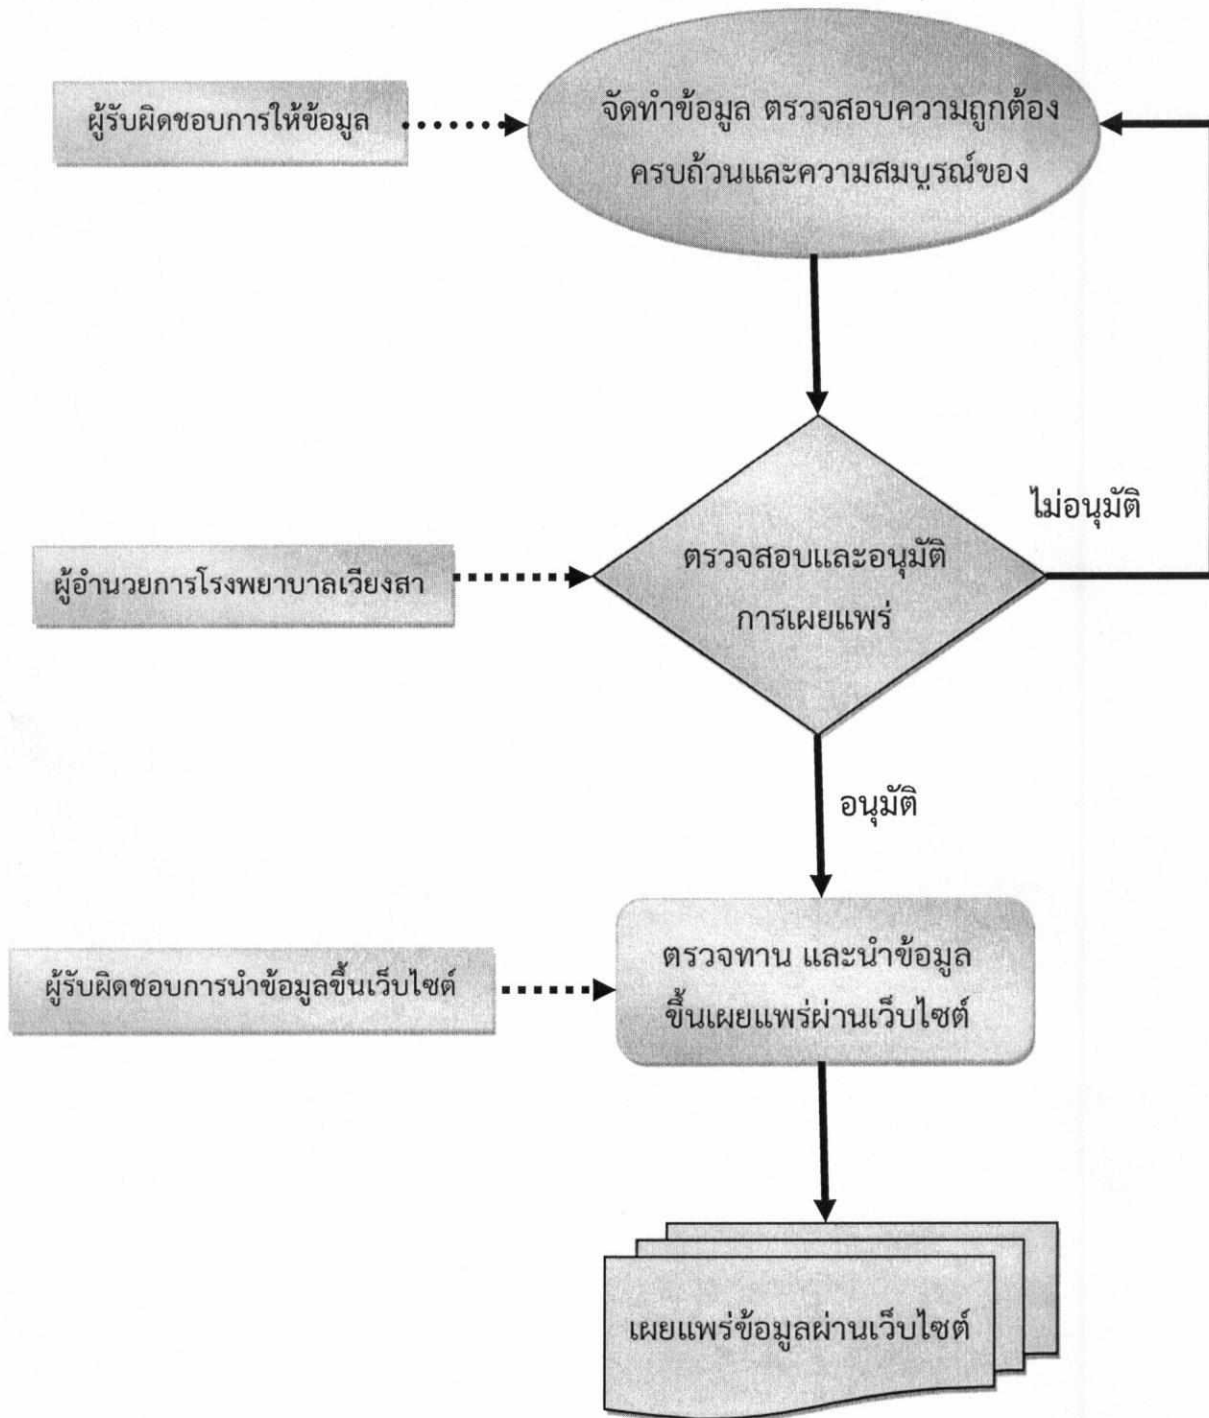 ผู้รับผิดชอบการให้ข้อมูล
จัดทำข้อมูล ตรวจสอบความถูกต้อง
ครบถ้วนและความสมบูรณ์ของ
ไม่อนุมัติ
ผู้อำนวยการโรงพยาบาลเวียงสา
ตรวจสอบและอนุมัติ
การเผยแพร่
อนุมัติ
ผู้รับผิดชอบการนำข้อมูลขึ้นเว็บไซต์
ตรวจทาน และนำข้อมูล
ขึ้นเผยแพร่ผ่านเว็บไซต์
เผยแพร่ข้อมูลผ่านเว็บไซต์